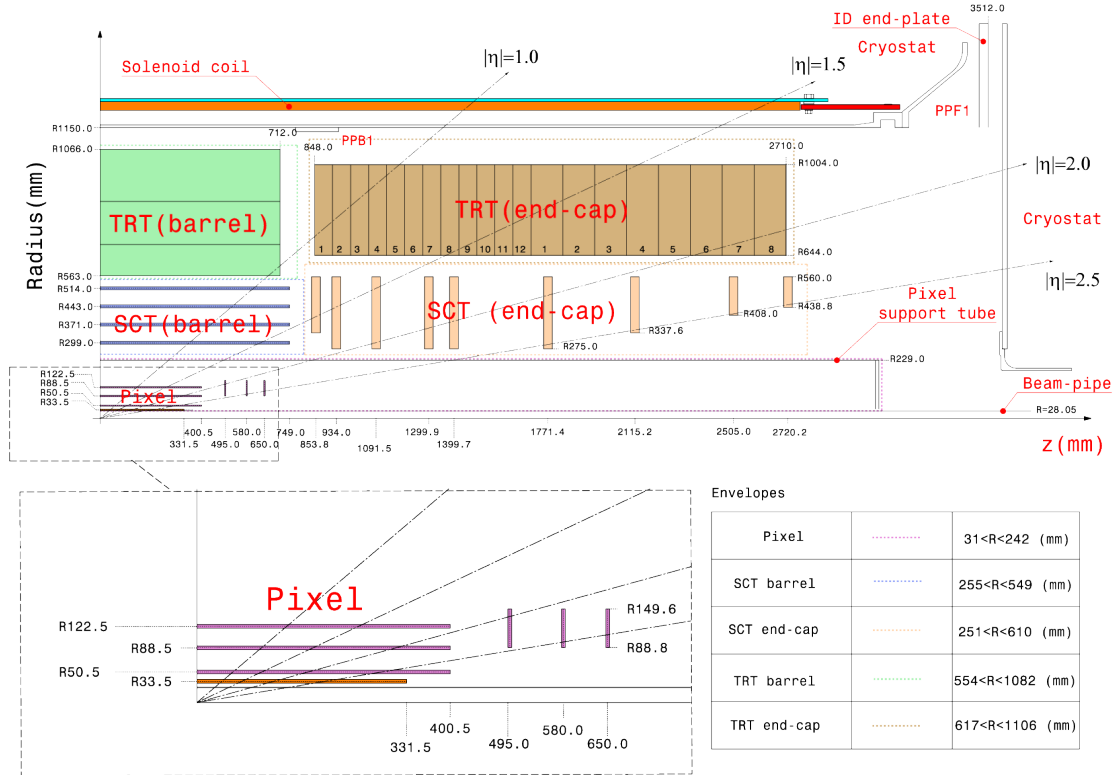 3512.0
ID end-plate
Cryostat
|η|=1.0
|η|=1.5
Solenoid coil
PPF1
R1150.0
712.0
PPB1
R1066.0
848.0
2710.0
R1004.0
|η|=2.0
Radius(mm)
TRT(barrel)
TRT(end-cap)
Cryostat
1 2 3 4 5 6 7 8 9 10 11 12 1 2 3 4 5 6 7 8
R644.0
R563.0
R560.0
|η|=2.5
R514.0
R443.0
SCT(barrel)
SCT (end-cap)
R438.8
R408.0
Pixel
support tube
R371.0
R337.6
R299.0
R275.0
R229.0
R122.5
R88.5
Pixel
R50.5
R33.5
Beam-pipe
R=28.05
400.5 580.0 749.0 934.0 1299.9 1771.4 2115.2 2505.0 2720.2
331.5 495.0 650.0 853.8 1091.5 1399.7
z(mm)
Envelopes
Pixel 31<R<242 (mm)
SCT barrel 255<R<549 (mm)
SCT end-cap 251<R<610 (mm)
TRT barrel 554<R<1082 (mm)
TRT end-cap 617<R<1106 (mm)
Pixel
R149.6
R122.5
R88.5
R88.8
R50.5
R33.5
400.5
580.0
331.5
495.0
650.0